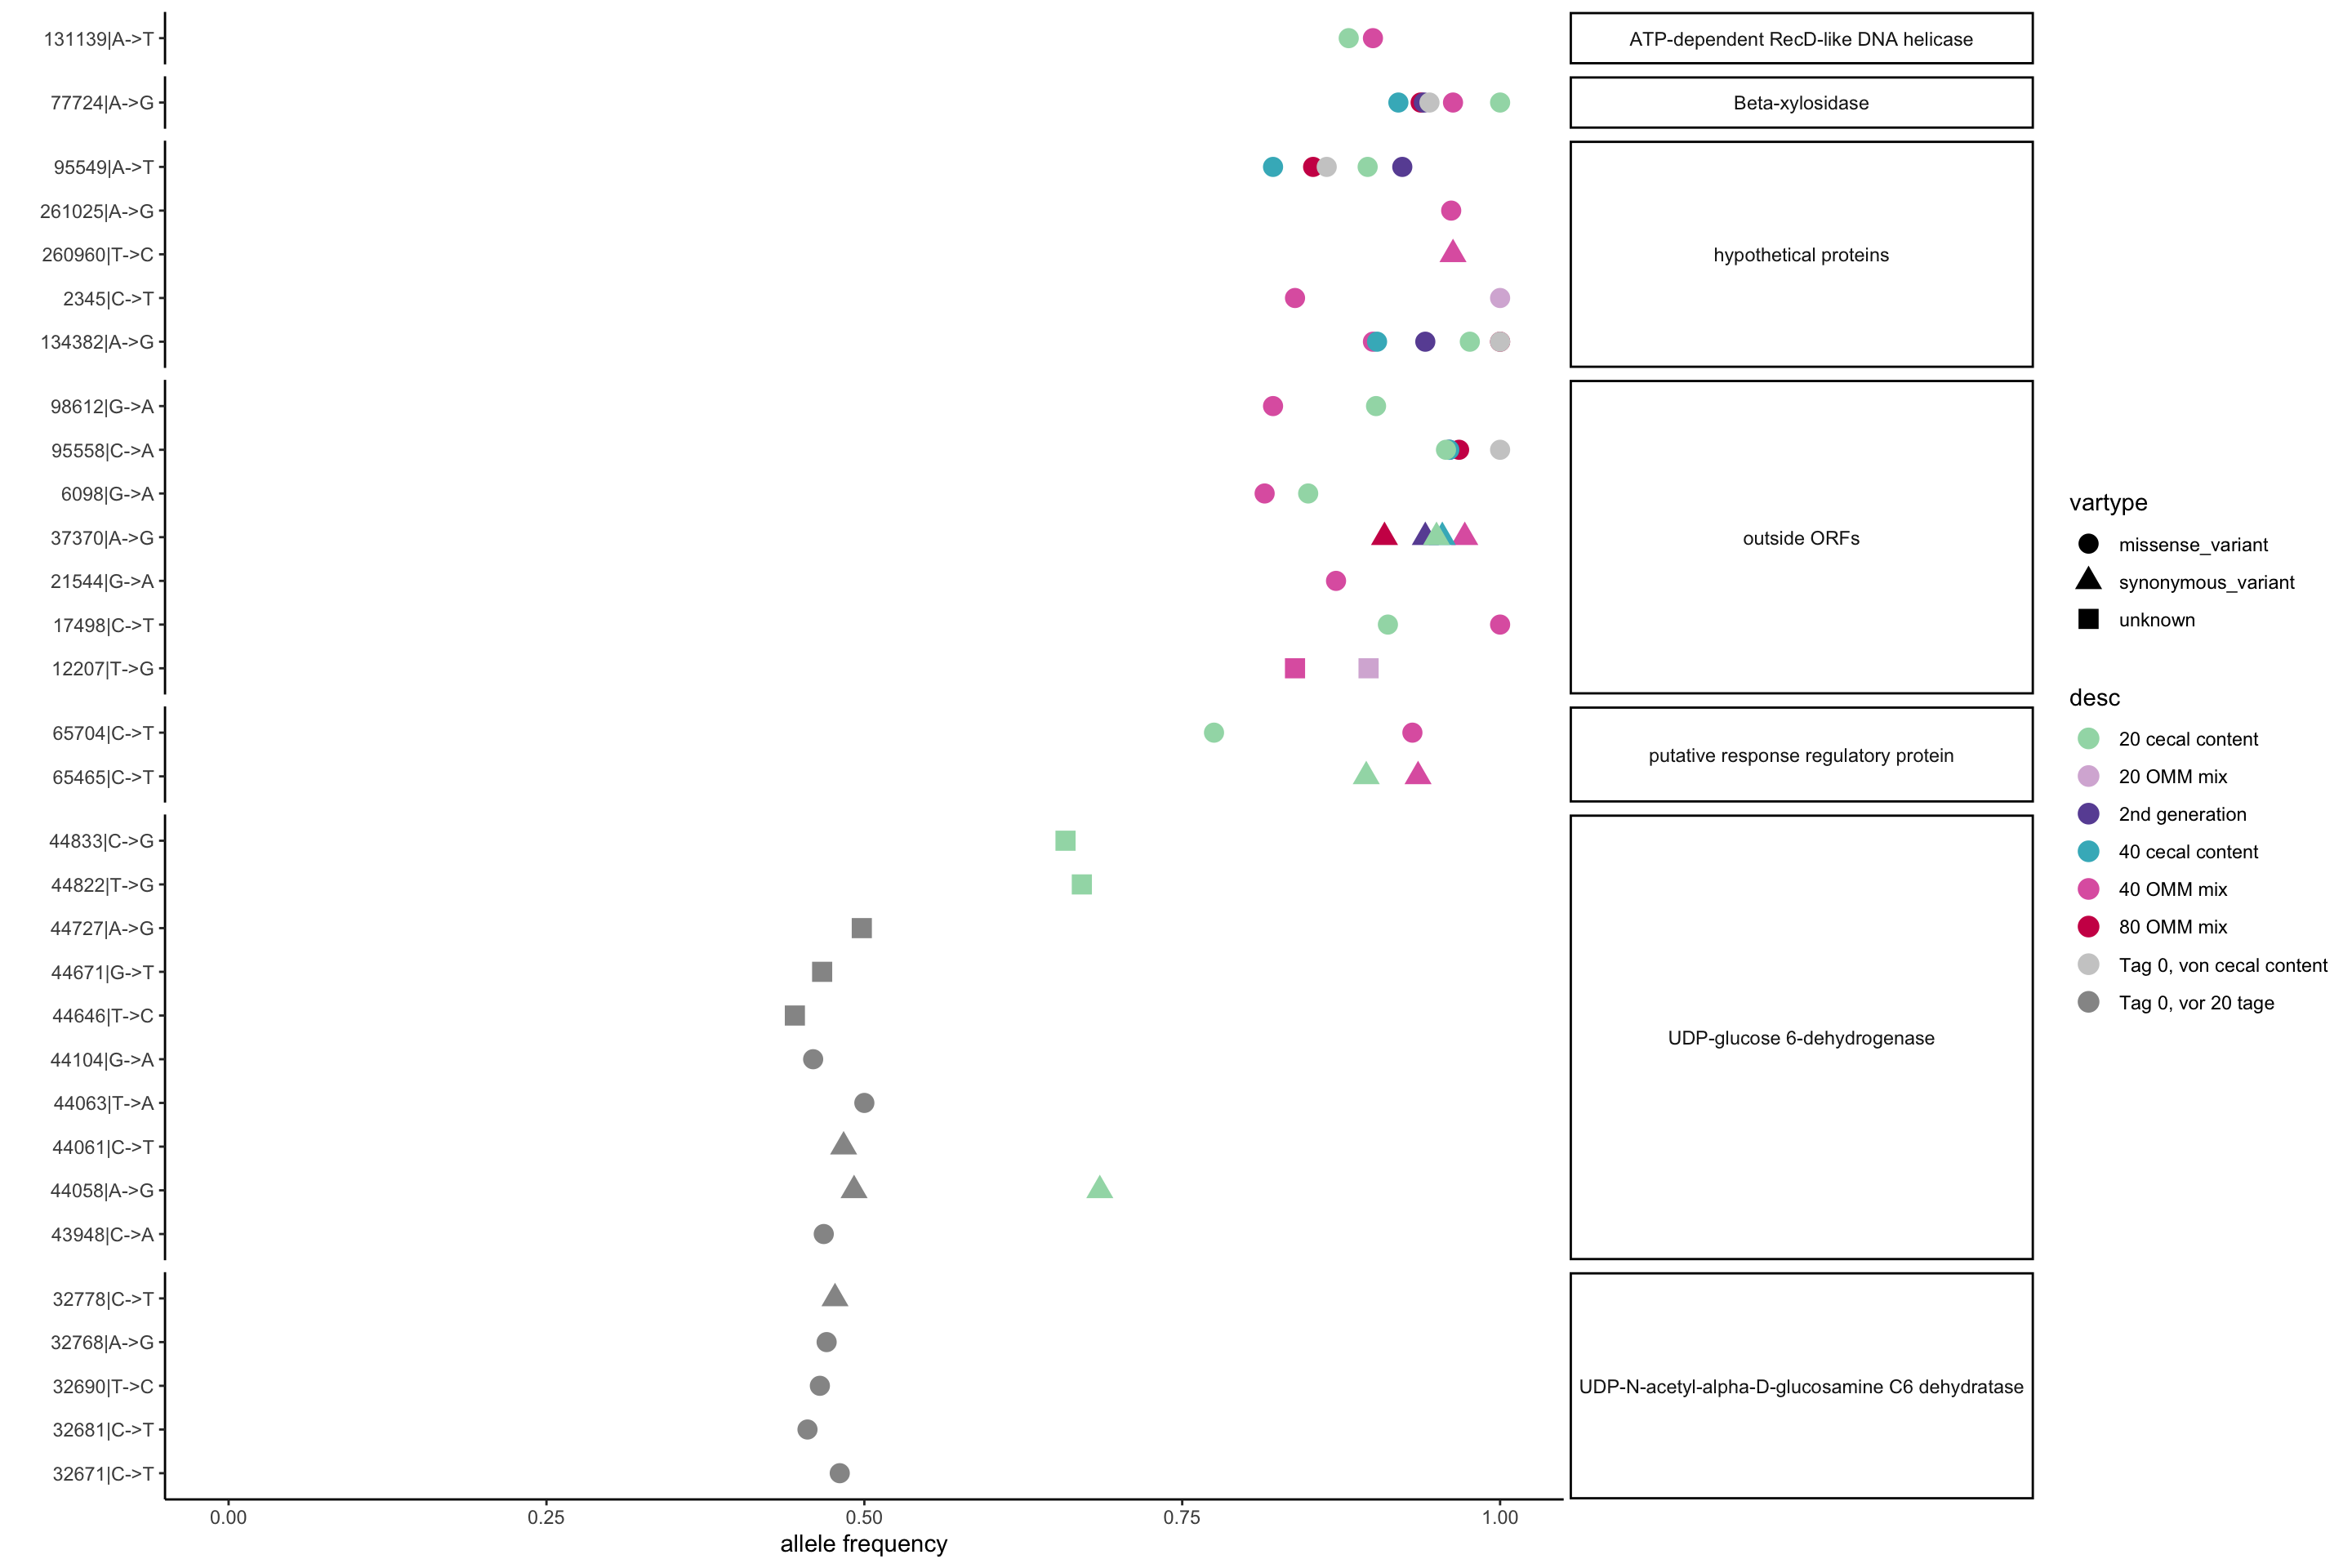 131139|A->T
ATP-dependent RecD-like DNA helicase
77724|A->G
Beta-xylosidase
95549|A->T
261025|A->G
260960|T->C
2345|C->T
134382|A->G
hypothetical proteins
98612|G->A
95558|C->A
6098|G->A
37370|A->G
21544|G->A
17498|C->T
12207|T->G
outside ORFs
65704|C->T
65465|C->T
putative response regulatory protein
44833|C->G
44822|T->G
44727|A->G
44671|G->T
44646|T->C
44104|G->A
44063|T->A
44061|C->T
44058|A->G
43948|C->A
UDP-glucose 6-dehydrogenase
32778|C->T
32768|A->G
32690|T->C
32681|C->T
32671|C->T
UDP-N-acetyl-alpha-D-glucosamine C6 dehydratase
0.00 0.25 0.50 0.75 1.00
allele frequency
vartype
missense_variant
synonymous_variant
unknown
desc
20 cecal content
20 OMM mix
2nd generation
40 cecal content
40 OMM mix
80 OMM mix
Tag 0, von cecal content
Tag 0, vor 20 tage